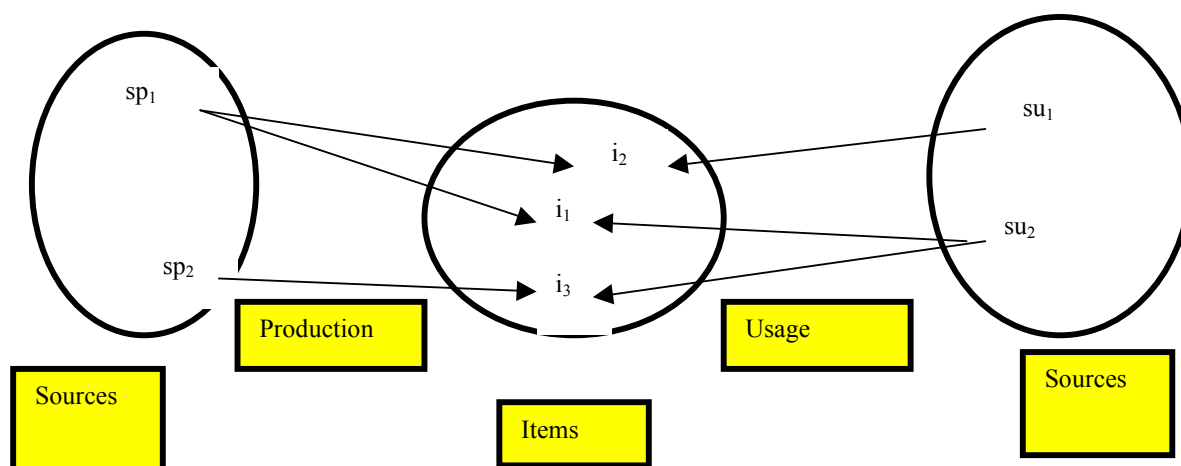 sp₁
su₁
i₂
i₁
su₂
sp₂
i₃
Production
Usage
Sources
Sources
Items